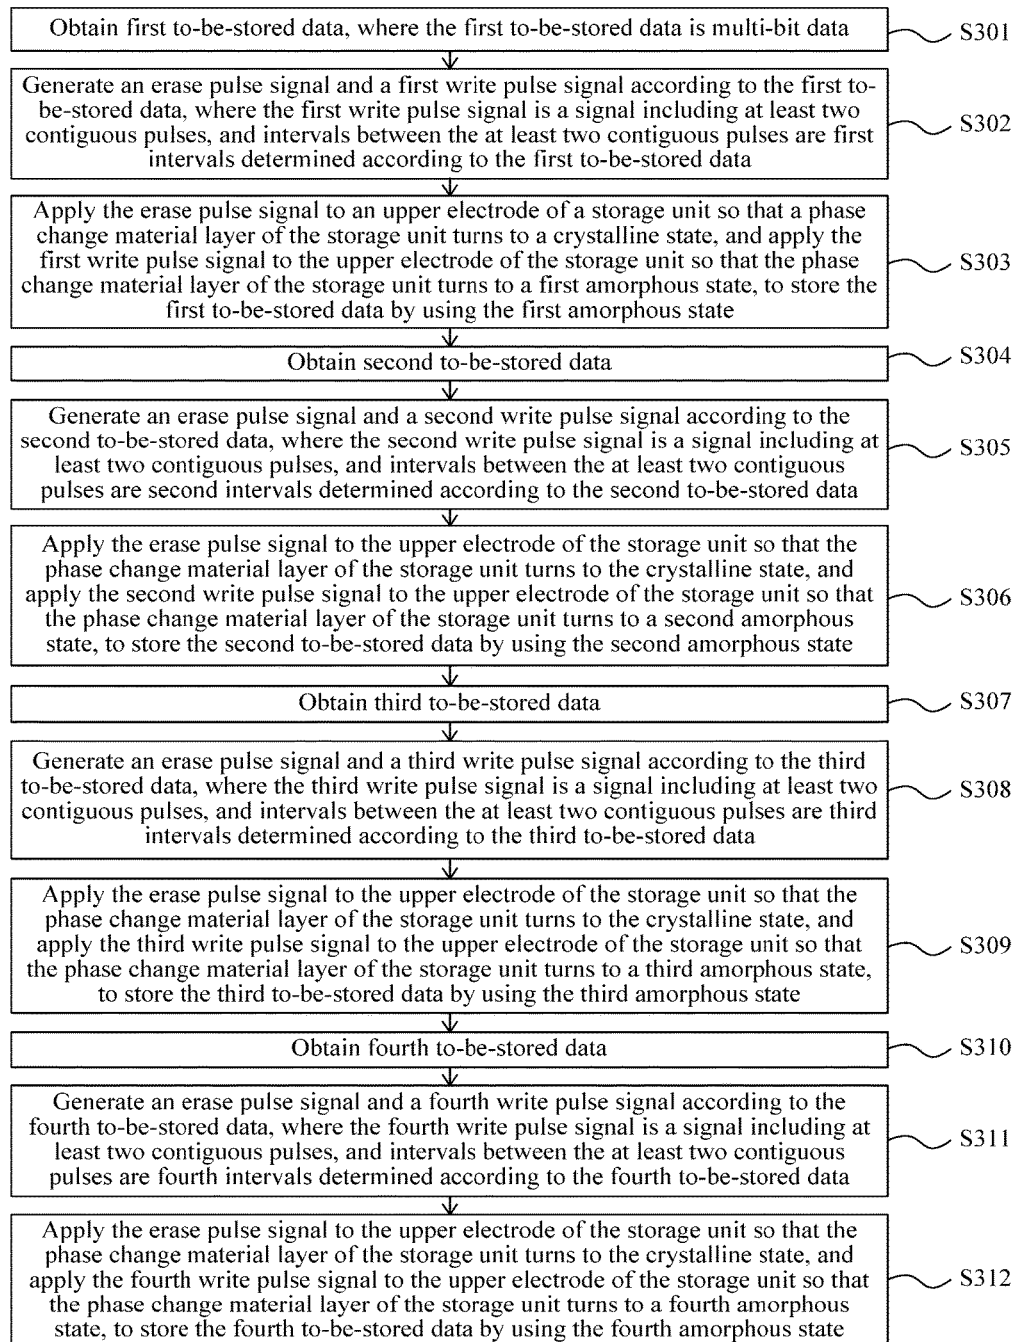 Obtain first to-be-stored data, where the first to-be-stored data is multi-bit data
S301
Generate an erase pulse signal and a first write pulse signal according to the first to-
be-stored data, where the first write pulse signal is a signal including at least two
contiguous pulses, and intervals between the at least two contiguous pulses are first
intervals determined according to the first to-be-stored data
S302
Apply the erase pulse signal to an upper electrode of a storage unit so that a phase
change material layer of the storage unit turns to a crystalline state, and apply the
first write pulse signal to the upper electrode of the storage unit so that the phase
change material layer of the storage unit turns to a first amorphous state, to store the
first to-be-stored data by using the first amorphous state
S303
Obtain second to-be-stored data
S304
Generate an erase pulse signal and a second write pulse signal according to the
second to-be-stored data, where the second write pulse signal is a signal including at
least two contiguous pulses, and intervals between the at least two contiguous
pulses are second intervals determined according to the second to-be-stored data
S305
Apply the erase pulse signal to the upper electrode of the storage unit so that the
phase change material layer of the storage unit turns to the crystalline state, and
apply the second write pulse signal to the upper electrode of the storage unit so that
the phase change material layer of the storage unit turns to a second amorphous
state, to store the second to-be-stored data by using the second amorphous state
S306
Obtain third to-be-stored data
S307
Generate an erase pulse signal and a third write pulse signal according to the third
to-be-stored data, where the third write pulse signal is a signal including at least two
contiguous pulses, and intervals between the at least two contiguous pulses are third
intervals determined according to the third to-be-stored data
S308
Apply the erase pulse signal to the upper electrode of the storage unit so that the
phase change material layer of the storage unit turns to the crystalline state, and
apply the third write pulse signal to the upper electrode of the storage unit so that
the phase change material layer of the storage unit turns to a third amorphous state,
to store the third to-be-stored data by using the third amorphous state
S309
Obtain fourth to-be-stored data
S310
Generate an erase pulse signal and a fourth write pulse signal according to the
fourth to-be-stored data, where the fourth write pulse signal is a signal including at
least two contiguous pulses, and intervals between the at least two contiguous
pulses are fourth intervals determined according to the fourth to-be-stored data
S311
Apply the erase pulse signal to the upper electrode of the storage unit so that the
phase change material layer of the storage unit turns to the crystalline state, and
apply the fourth write pulse signal to the upper electrode of the storage unit so that
the phase change material layer of the storage unit turns to a fourth amorphous
state, to store the fourth to-be-stored data by using the fourth amorphous state
S312